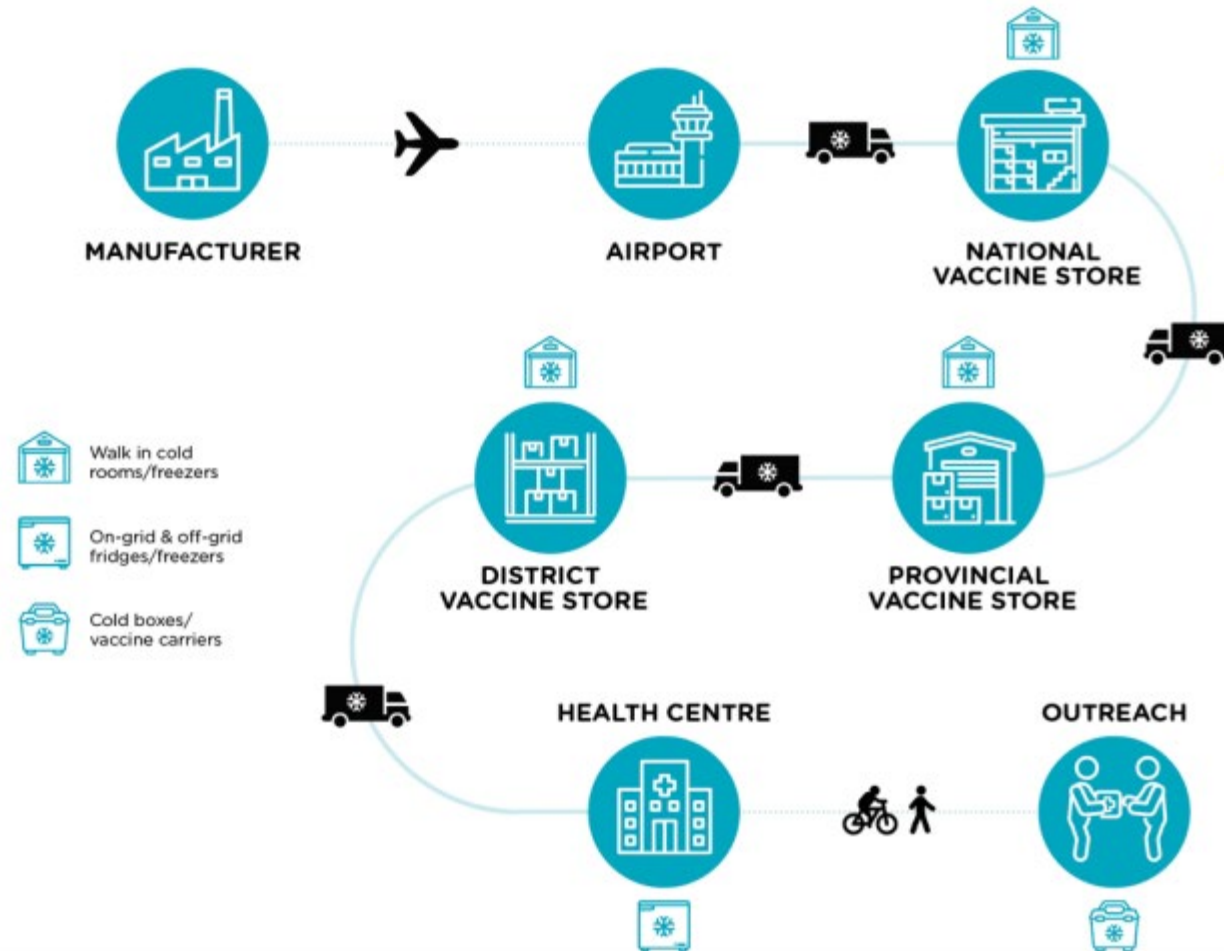 MANUFACTURER
AIRPORT
NATIONAL
VACCINE STORE
DISTRICT
VACCINE STORE
PROVINCIAL
VACCINE STORE
Walk in cold
rooms/freezers
On-grid & off-grid
fridges/freezers
Cold boxes/
vaccine carriers
HEALTH CENTRE
OUTREACH